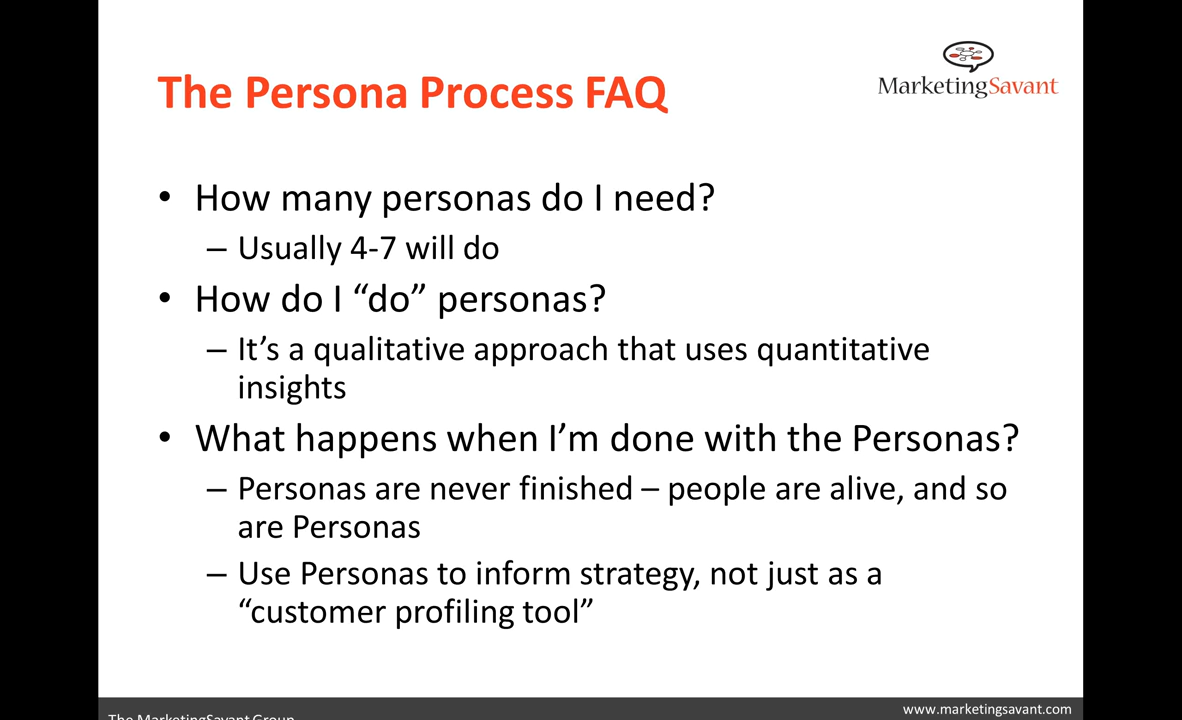 The Persona Process FAQ
MarketingSavant
• How many personas do I need?
– Usually 4-7 will do
• How do I “do” personas?
– It’s a qualitative approach that uses quantitative
insights
• What happens when I’m done with the Personas?
– Personas are never finished – people are alive, and so
are Personas
– Use Personas to inform strategy, not just as a
“customer profiling tool”
The MarketingSavant Group
www.marketingsavant.com